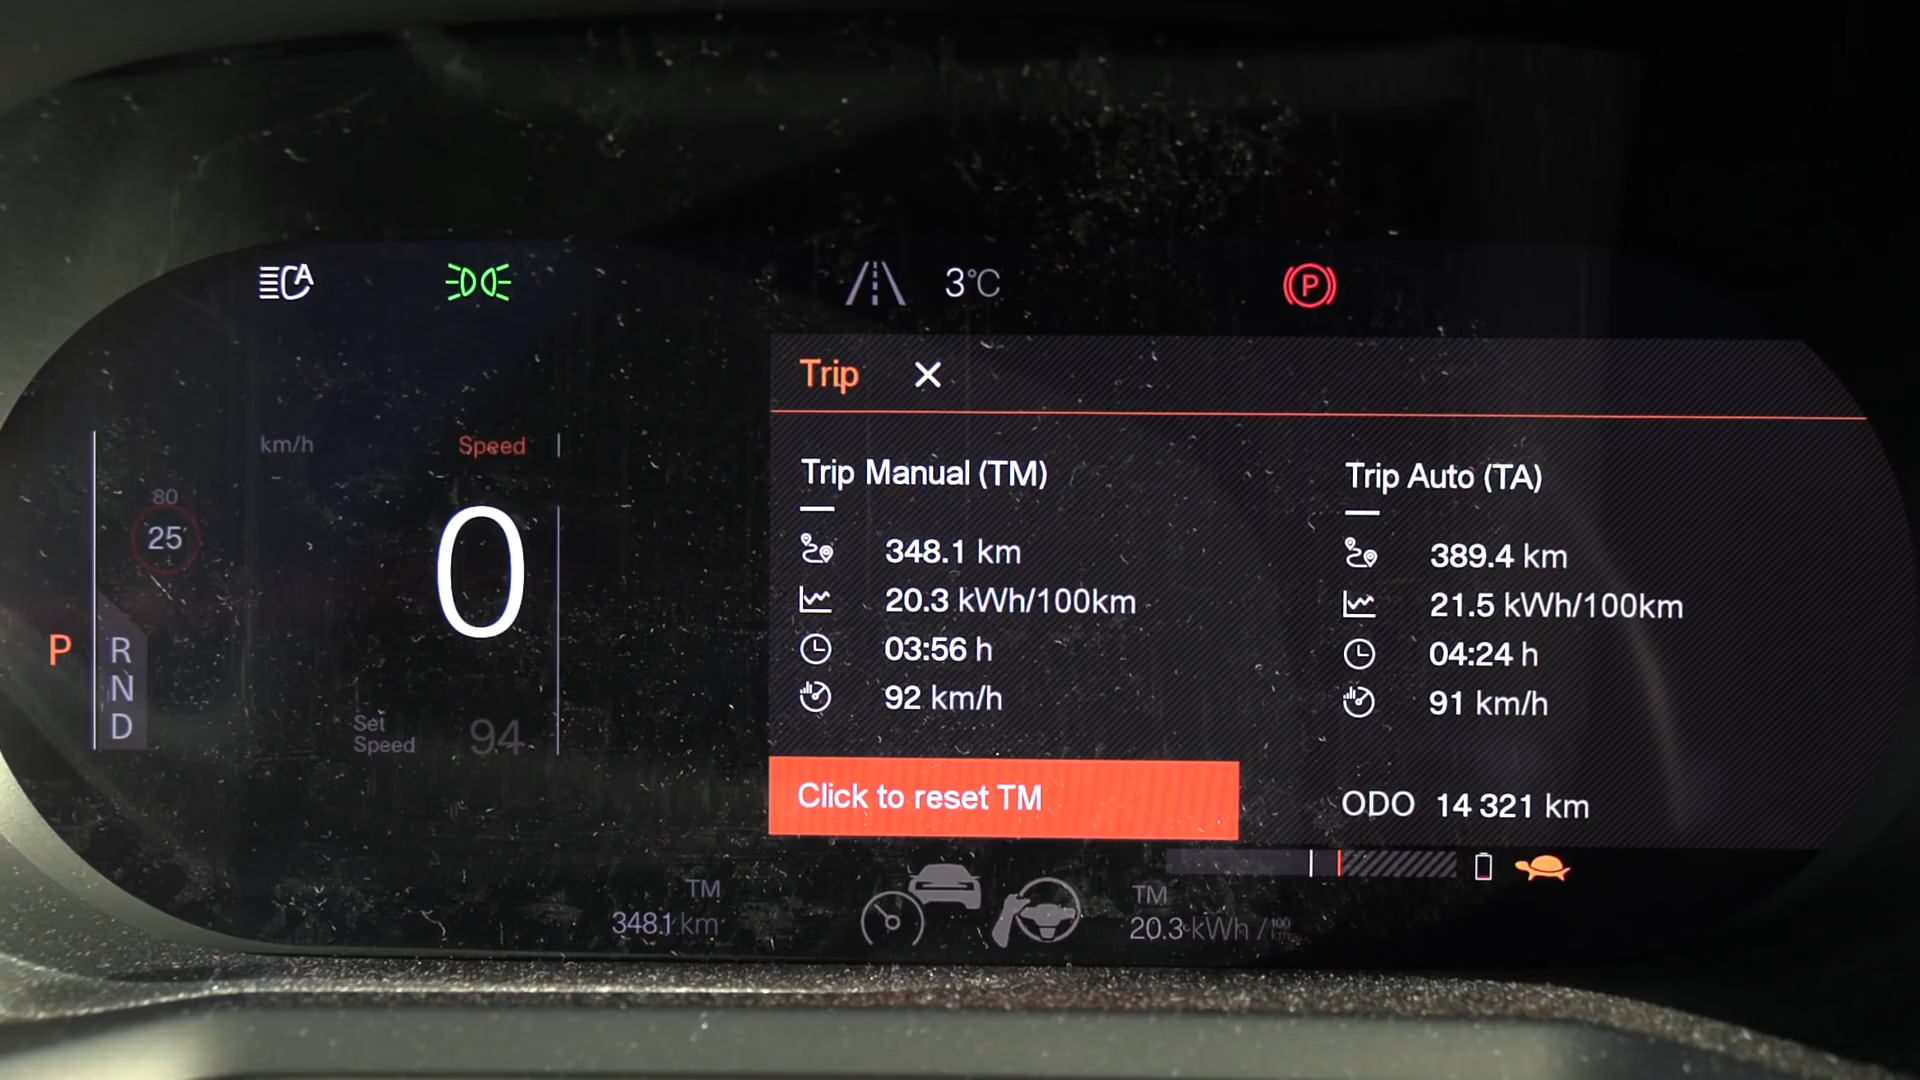 A
3°C
P
Trip
km/h
Speed
Trip Manual (TM)
Trip Auto (TA)
80
25
0
348.1 km
389.4 km
20.3 kWh/100km
21.5 kWh/100km
P
R
N
D
03:56 h
04:24 h
92 km/h
91 km/h
Set
Speed
94
Click to reset TM
ODO 14 321 km
TM
348.1 km
TM
20.3 kWh / 100 km